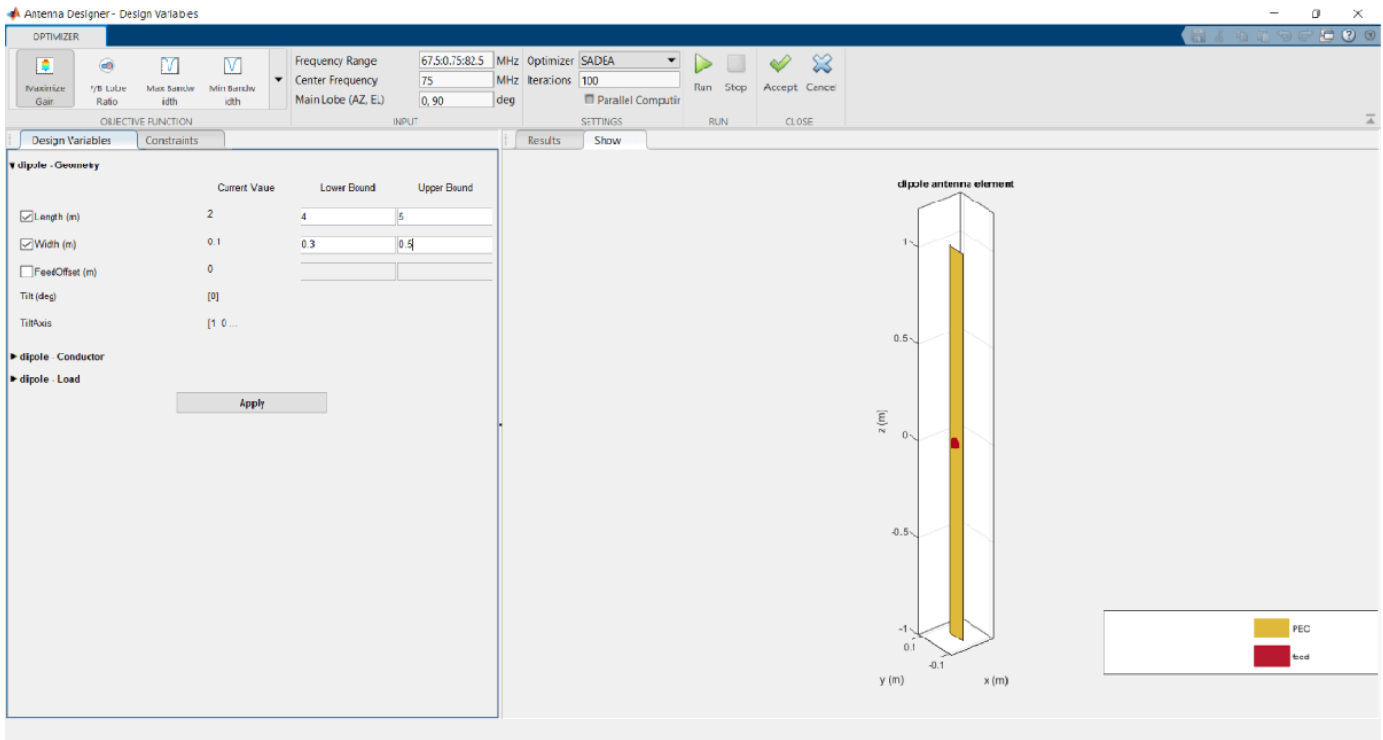 Antenna Designer - Design Variables
OPTIMIZER
Maximize Gain
F/B Lobe Ratio
Max Bandwidth
Min Bandwidth
OBJECTIVE FUNCTION
Frequency Range 67.5:0.75:82.5 MHz
Center Frequency 75 MHz
Main Lobe (AZ, EL) 0, 90 deg
INPUT
Optimizer SADEA
Iterations 100
Parallel Computin
SETTINGS
Run Stop
RUN
Accept Cancel
CLOSE
Design Variables Constraints
dipole - Geometry
Current Value Lower Bound Upper Bound
Length (m) 2 4 5
Width (m) 0.1 0.3 0.5
FeedOffset (m) 0
Tilt (deg) [0]
TiltAxis [1 0 ...
dipole - Conductor
dipole - Load
Apply
Results Show
dipole antenna element
1
0.5
0
-0.5
-1
z (m)
0.1
-0.1
y (m) x (m)
PEC
feed